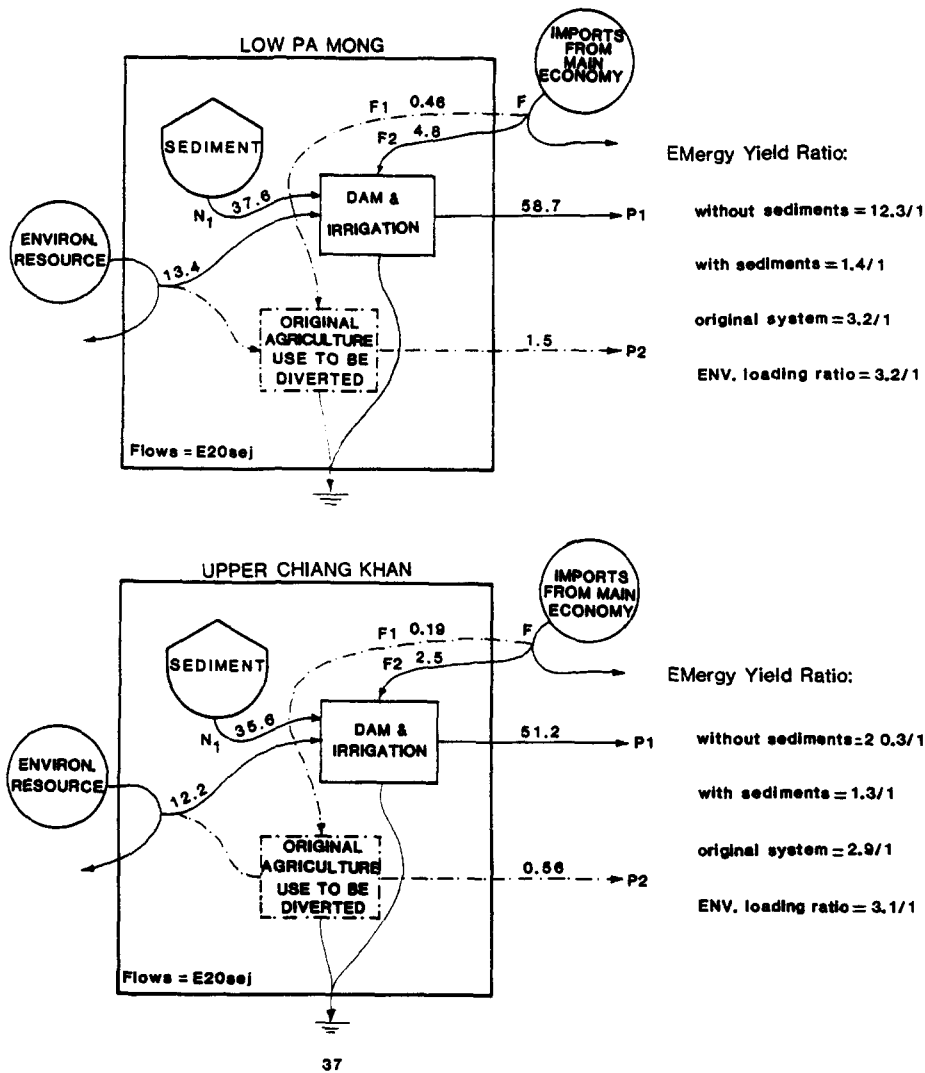 LOW PA MONG
IMPORTS
FROM
MAIN
ECONOMY
F1 0.46
F
F2 4.8
SEDIMENT
N1
37.6
DAM &
IRRIGATION
58.7
P1
ENVIRON.
RESOURCE
13.4
ORIGINAL
AGRICULTURE
USE TO BE
DIVERTED
1.5
P2
Flows = E20sej
EMergy Yield Ratio:
without sediments = 12.3/1
with sediments = 1.4/1
original system = 3.2/1
ENV. loading ratio = 3.2/1
UPPER CHIANG KHAN
IMPORTS
FROM MAIN
ECONOMY
F1 0.19
F
F2 2.5
SEDIMENT
N1
35.6
DAM &
IRRIGATION
51.2
P1
ENVIRON.
RESOURCE
12.2
ORIGINAL
AGRICULTURE
USE TO BE
DIVERTED
0.56
P2
Flows = E20sej
EMergy Yield Ratio:
without sediments = 2 0.3/1
with sediments = 1.3/1
original system = 2.9/1
ENV. loading ratio = 3.1/1
37